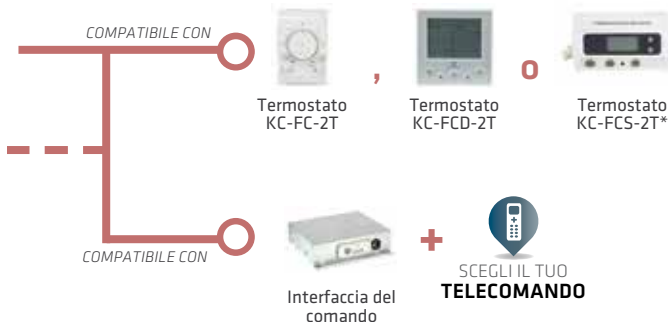 COMPATIBILE CON
,
o
Termostato
KC-FC-2T
Termostato
KC-FCD-2T
Termostato
KC-FCS-2T*
COMPATIBILE CON
+
Interfaccia del
comando
SCEGLI IL TUO
TELECOMANDO